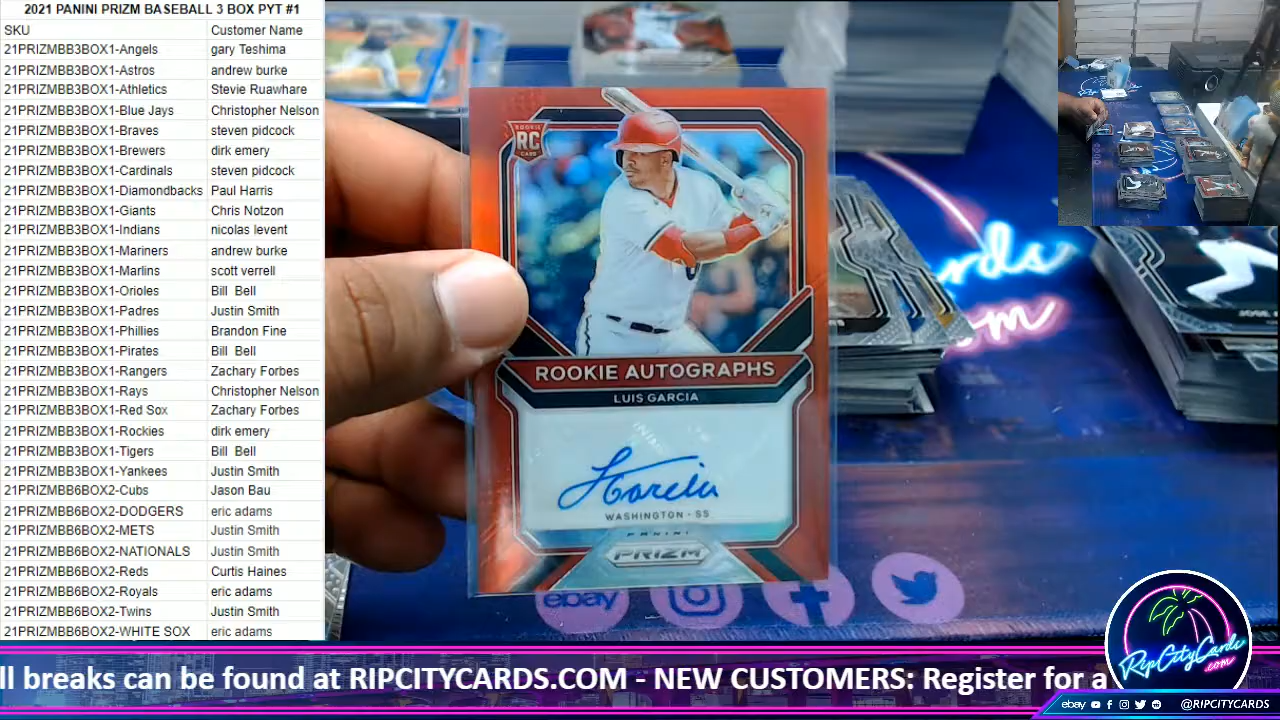 2021 PANINI PRIZM BASEBALL 3 BOX PYT #1
SKU Customer Name
21PRIZMBB3BOX1-Angels gary Teshima
21PRIZMBB3BOX1-Astros andrew burke
21PRIZMBB3BOX1-Athletics Stevie Ruawhare
21PRIZMBB3BOX1-Blue Jays Christopher Nelson
21PRIZMBB3BOX1-Braves steven pidcock
21PRIZMBB3BOX1-Brewers dirk emery
21PRIZMBB3BOX1-Cardinals steven pidcock
21PRIZMBB3BOX1-Diamondbacks Paul Harris
21PRIZMBB3BOX1-Giants Chris Notzon
21PRIZMBB3BOX1-Indians nicolas levent
21PRIZMBB3BOX1-Mariners andrew burke
21PRIZMBB3BOX1-Marlins scott verrell
21PRIZMBB3BOX1-Orioles Bill Bell
21PRIZMBB3BOX1-Padres Justin Smith
21PRIZMBB3BOX1-Phillies Brandon Fine
21PRIZMBB3BOX1-Pirates Bill Bell
21PRIZMBB3BOX1-Rangers Zachary Forbes
21PRIZMBB3BOX1-Rays Christopher Nelson
21PRIZMBB3BOX1-Red Sox Zachary Forbes
21PRIZMBB3BOX1-Rockies dirk emery
21PRIZMBB3BOX1-Tigers Bill Bell
21PRIZMBB3BOX1-Yankees Justin Smith
21PRIZMBB6BOX2-Cubs Jason Bau
21PRIZMBB6BOX2-DODGERS eric adams
21PRIZMBB6BOX2-METS Justin Smith
21PRIZMBB6BOX2-NATIONALS Justin Smith
21PRIZMBB6BOX2-Reds Curtis Haines
21PRIZMBB6BOX2-Royals eric adams
21PRIZMBB6BOX2-Twins Justin Smith
21PRIZMBB6BOX2-WHITE SOX eric adams
ROOKIE
RC
CARD
ROOKIE AUTOGRAPHS
LUIS GARCIA
LGarcia
WASHINGTON - SS
PANINI
PRIZM
rds
om
ebay
ll breaks can be found at RIPCITYCARDS.COM - NEW CUSTOMERS: Register for a
RipCityCards
.com
ebay @RIPCITYCARDS